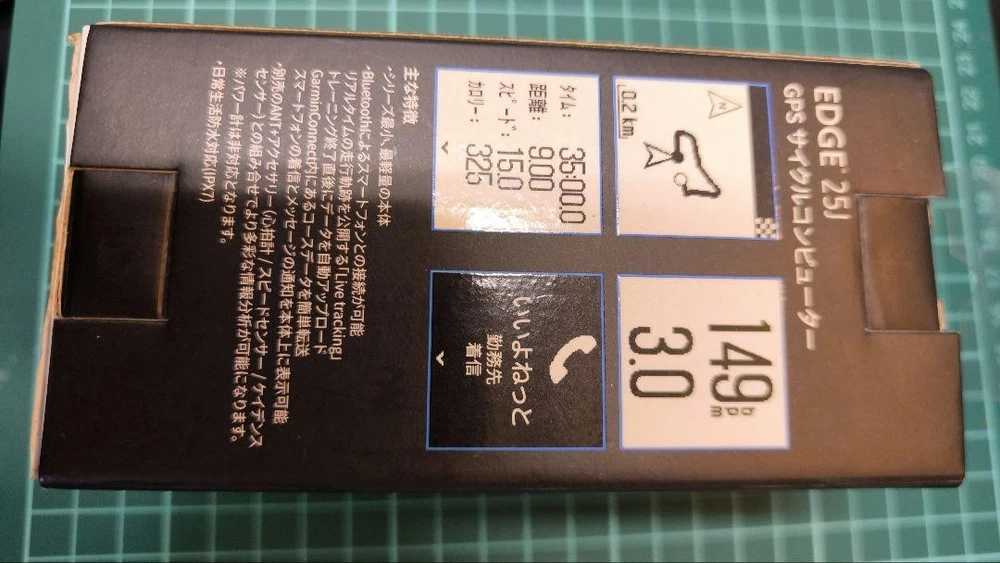 EDGE® 25J
GPS サイクルコンピューター
N
0.2 km
149 bpm
3.0
タイム: 35:00.0
距離: 9.00
スピード: 15.0
カロリー: 325
いいよねっと
勤務先
着信
主な特徴
・シリーズ最小、最軽量の本体
・Bluetoothによるスマートフォンとの接続が可能
リアルタイムの走行軌跡を公開する「Live tracking」
トレーニング終了直後にデータを自動アップロード
GarminConnect内にあるコースデータを簡単転送
スマートフォンの着信とメッセージの通知を本体上に表示可能
・別売のANT+アクセサリー(心拍計/スピードセンサー/ケイデンス
センサー)との組み合せでより多彩な情報分析が可能になります。
※パワー計は非対応となります。
・日常生活防水対応(IPX7)
21
22
23
24